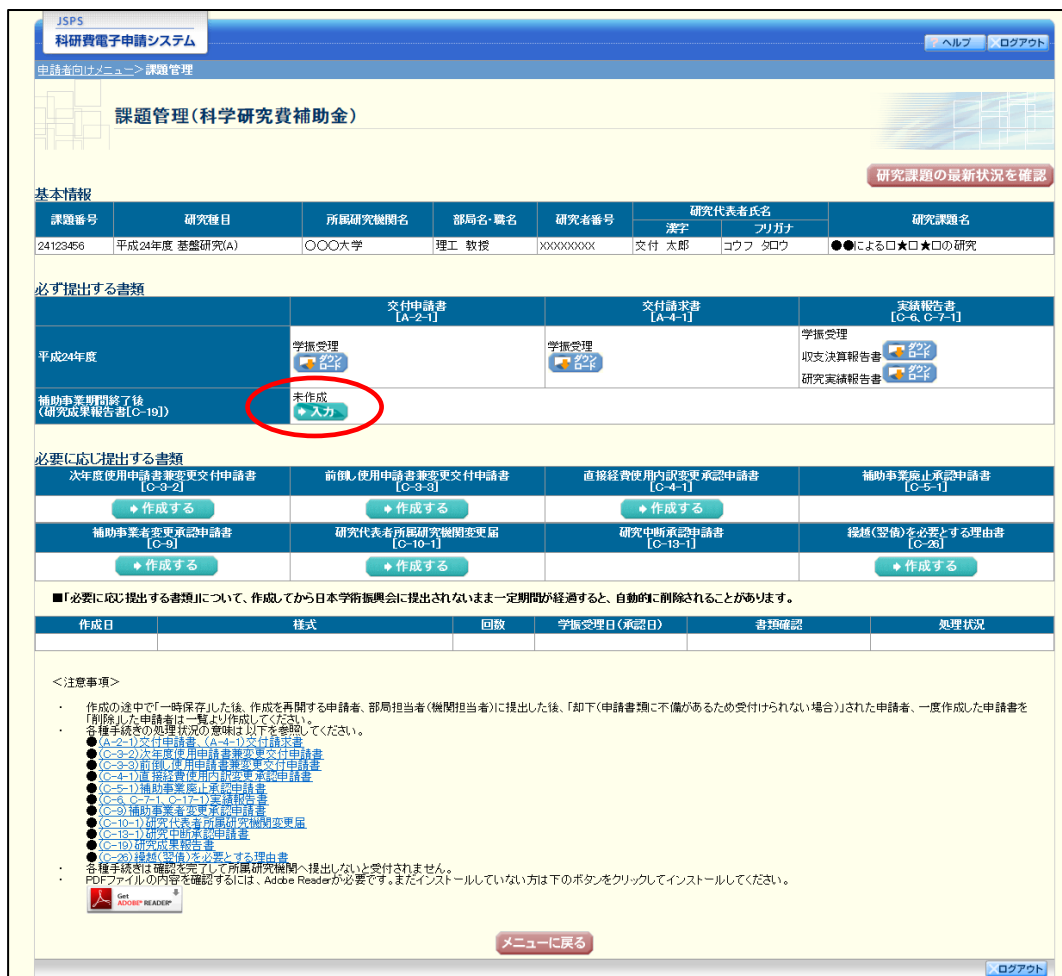 JSPS
科研費電子申請システム
? ヘルプ
ログアウト
申請者向けメニュー>課題管理
課題管理(科学研究費補助金)
研究課題の最新状況を確認
基本情報
課題番号 研究種目 所属研究機関名 部局名・職名 研究者番号 研究代表者氏名 研究課題名
漢字 フリガナ
24123456 平成24年度 基盤研究(A) ○○○大学 理工 教授 XXXXXXXX 交付 太郎 コウフ タロウ ●●による□★□★□の研究
必ず提出する書類
交付申請書 交付請求書 実績報告書
[A-2-1] [A-4-1] [C-6、C-7-1]
平成24年度
学振受理
ダウンロード
学振受理
ダウンロード
学振受理
収支決算報告書 ダウンロード
研究実績報告書 ダウンロード
補助事業期間終了後
(研究成果報告書[C-19])
未作成
入力
必要に応じ提出する書類
次年度使用申請書兼変更交付申請書 前倒し使用申請書兼変更交付申請書 直接経費使用内訳変更承認申請書 補助事業廃止承認申請書
[C-3-2] [C-3-3] [C-4-1] [C-5-1]
作成する 作成する 作成する
補助事業者変更承認申請書 研究代表者所属研究機関変更届 研究中断承認申請書 繰越(翌債)を必要とする理由書
[C-9] [C-10-1] [C-13-1] [C-26]
作成する 作成する 作成する
■「必要に応じ提出する書類」について、作成してから日本学術振興会に提出されないまま一定期間が経過すると、自動的に削除されることがあります。
作成日 様式 回数 学振受理日(承認日) 書類確認 処理状況
<注意事項>
・ 作成の途中で「一時保存」した後、作成を再開する申請者、部局担当者(機関担当者)に提出した後、「却下(申請書類に不備があるため受付けられない場合)」された申請者、一度作成した申請書を
「削除」した申請者は一覧より作成してください。
・ 各種手続きの処理状況の意味は以下を参照してください。
●(A-2-1)交付申請書、(A-4-1)交付請求書
●(C-3-2)次年度使用申請書兼変更交付申請書
●(C-3-3)前倒し使用申請書兼変更交付申請書
●(C-4-1)直接経費使用内訳変更承認申請書
●(C-5-1)補助事業廃止承認申請書
●(C-6、C-7-1、C-17-1)実績報告書
●(C-9)補助事業者変更承認申請書
●(C-10-1)研究代表者所属研究機関変更届
●(C-13-1)研究中断承認申請書
●(C-19)研究成果報告書
●(C-26)繰越(翌債)を必要とする理由書
・ 各種手続きは確認を完了して所属研究機関へ提出しないと受付されません。
・ PDFファイルの内容を確認するには、Adobe Readerが必要です。まだインストールしていない方は下のボタンをクリックしてインストールしてください。
Get
ADOBE® READER®
メニューに戻る
ログアウト